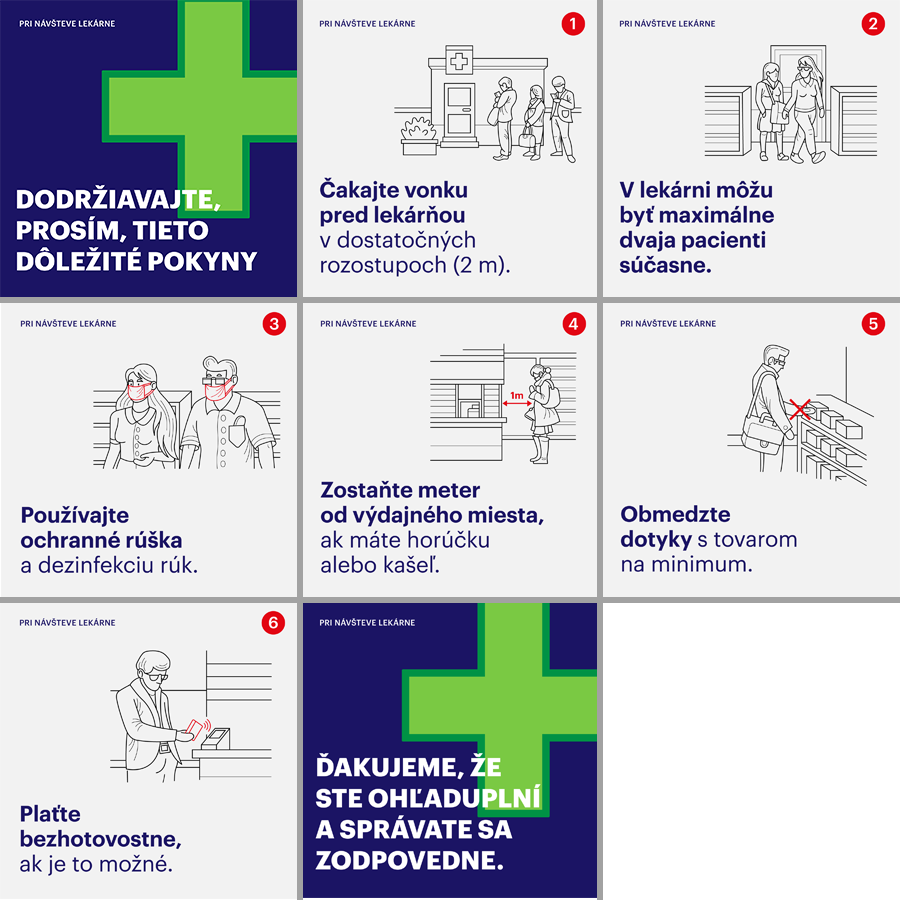 PRI NÁVŠTEVE LEKÁRNE
DODRŽIAVAJTE,
PROSÍM, TIETO
DÔLEŽITÉ POKYNY
PRI NÁVŠTEVE LEKÁRNE
1
Čakajte vonku
pred lekárňou
v dostatočných
rozostupoch (2 m).
PRI NÁVŠTEVE LEKÁRNE
2
V lekárni môžu
byť maximálne
dvaja pacienti
súčasne.
PRI NÁVŠTEVE LEKÁRNE
3
Používajte
ochranné rúška
a dezinfekciu rúk.
PRI NÁVŠTEVE LEKÁRNE
4
1m
Zostaňte meter
od výdajného miesta,
ak máte horúčku
alebo kašeľ.
PRI NÁVŠTEVE LEKÁRNE
5
Obmedzte
dotyky s tovarom
na minimum.
PRI NÁVŠTEVE LEKÁRNE
6
Plaťte
bezhotovostne,
ak je to možné.
PRI NÁVŠTEVE LEKÁRNE
ĎAKUJEME, ŽE
STE OHĽADUPLNÍ
A SPRÁVATE SA
ZODPOVEDNE.